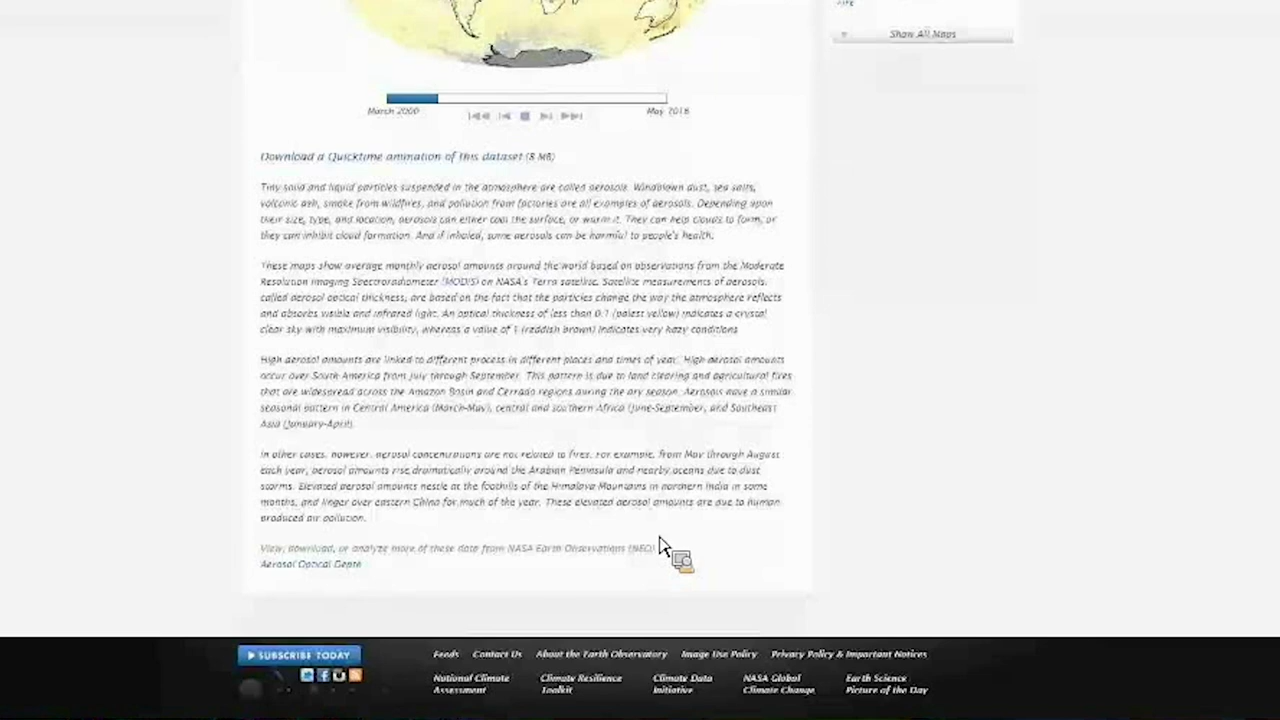 FIRE
Show All Maps
March 2000
May 2016
Download a Quicktime animation of this dataset (8 MB)
Tiny solid and liquid particles suspended in the atmosphere are called aerosols. Windblown dust, sea salts,
volcanic ash, smoke from wildfires, and pollution from factories are all examples of aerosols. Depending upon
their size, type, and location, aerosols can either cool the surface, or warm it. They can help clouds to form, or
they can inhibit cloud formation. And if inhaled, some aerosols can be harmful to people's health.
These maps show average monthly aerosol amounts around the world based on observations from the Moderate
Resolution Imaging Spectroradiometer (MODIS) on NASA's Terra satellite. Satellite measurements of aerosols,
called aerosol optical thickness, are based on the fact that the particles change the way the atmosphere reflects
and absorbs visible and infrared light. An optical thickness of less than 0.1 (palest yellow) indicates a crystal
clear sky with maximum visibility, whereas a value of 1 (reddish brown) indicates very hazy conditions
High aerosol amounts are linked to different process in different places and times of year. High aerosol amounts
occur over South America from July through September. This pattern is due to land clearing and agricultural fires
that are widespread across the Amazon Basin and Cerrado regions during the dry season. Aerosols have a similar
seasonal pattern in Central America (March-May), central and southern Africa (June-September, and Southeast
Asia (January-April).
In other cases, however, aerosol concentrations are not related to fires. For example, from May through August
each year, aerosol amounts rise dramatically around the Arabian Peninsula and nearby oceans due to dust
storms. Elevated aerosol amounts nestle at the foothills of the Himalaya Mountains in northern India in some
months, and linger over eastern China for much of the year. These elevated aerosol amounts are due to human
produced air pollution.
View, download, or analyze more of these data from NASA Earth Observations (NEO)
Aerosol Optical Depth
SUBSCRIBE TODAY
Feeds Contact Us About the Earth Observatory Image Use Policy Privacy Policy & Important Notices
National Climate Assessment
Climate Resilience Toolkit
Climate Data Initiative
NASA Global Climate Change
Earth Science Picture of the Day